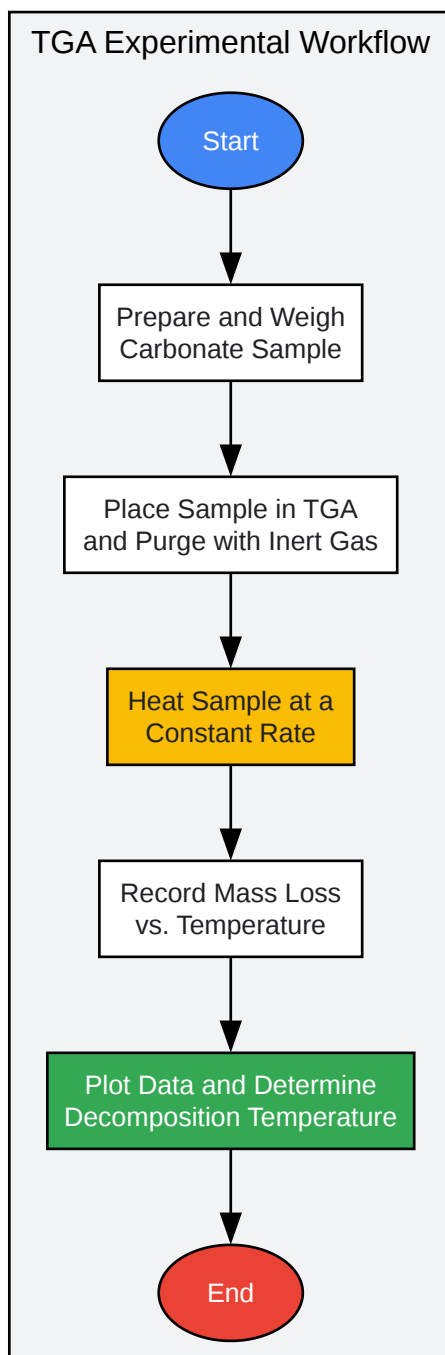 TGA Experimental Workflow
Start
Prepare and Weigh
Carbonate Sample
Place Sample in TGA
and Purge with Inert Gas
Heat Sample at a
Constant Rate
Record Mass Loss
vs. Temperature
Plot Data and Determine
Decomposition Temperature
End